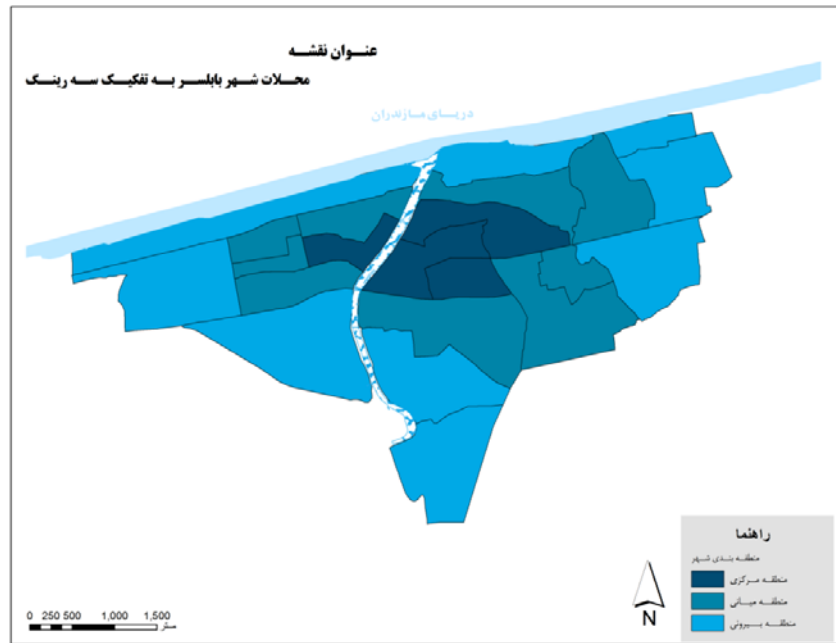 عنوان نقشه
محلات شهر بابلسر به تفکیک سه رینگ
دریای مازندران
راهنما
منطقه بندی شهر
منطقه مرکزی
منطقه میانی
منطقه بیرونی
N
0 250 500 1,000 1,500
متر